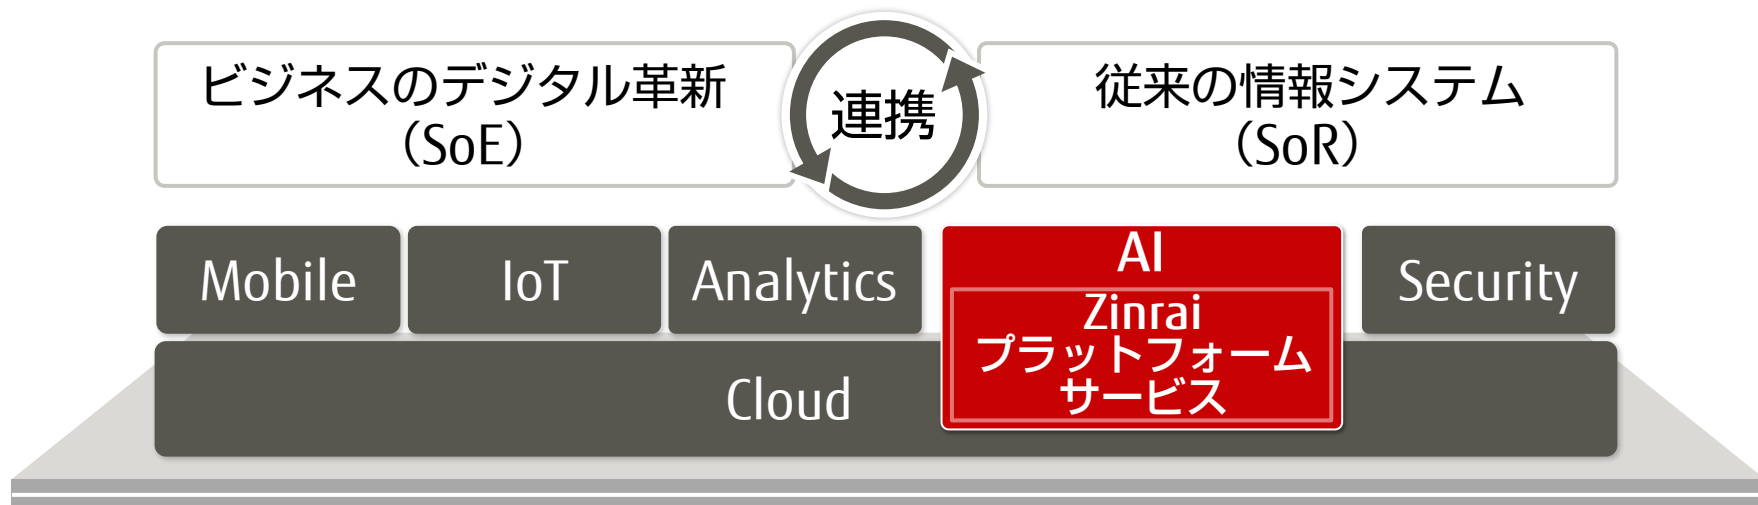 ビジネスのデジタル革新
（SoE）
連携
従来の情報システム
（SoR）
Mobile
IoT
Analytics
AI
Zinrai
プラットフォーム
サービス
Security
Cloud